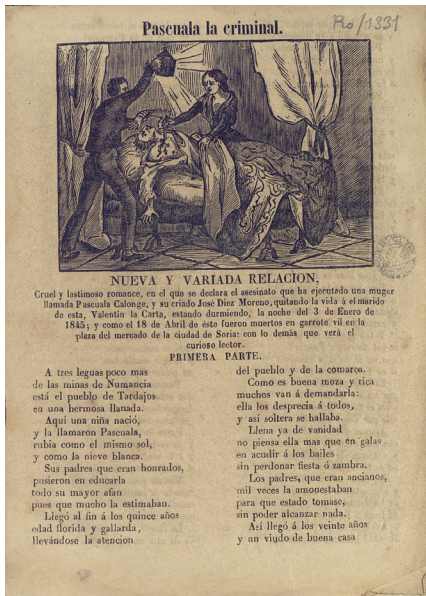 Pascuala la criminal.
Ro/1331
NUEVA Y VARIADA RELACION,
Cruel y lastimoso romance, en el que se declara el asesinato que ha ejecutado una muger
llamada Pascuala Calonge, y su criado José Diez Moreno, quitando la vida á el marido
de esta, Valentin la Carta, estando durmiendo, la noche del 3 de Enero de
1845; y como el 18 de Abril de éste fueron muertos en garrote vil en la
plaza del mercado de la ciudad de Soria: con lo demás que verá el
curioso lector.
PRIMERA PARTE.
A tres leguas poco mas
de las minas de Numancia
está el pueblo de Tardajos
en una hermosa llanada.
Aquí una niña nació,
y la llamaron Pascuala,
rubia como el mismo sol,
y como la nieve blanca.
Sus padres que eran honrados,
pusieron en educarla
todo su mayor afan
pues que mucho la estimaban.
Llegó al fin á los quince años
edad florida y gallarda,
llevándose la atencion
del pueblo y de la comarca.
Como es buena moza y rica
muchos van á demandarla:
ella los desprecia á todos,
y así soltera se hallaba.
Llena ya de vanidad
no piensa ella mas que en galas
en acudir á los bailes
sin perdonar fiesta ó zambra.
Los padres, que eran ancianos,
mil veces la amonestaban
para que estado tomase,
sin poder alcanzar nada.
Así llegó á los veinte años
y un viudo de buena casa